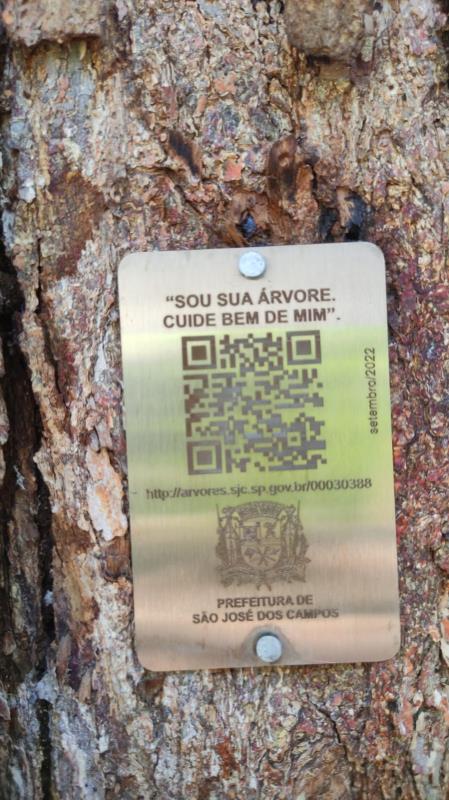 “SOU SUA ÁRVORE.
CUIDE BEM DE MIM”.
setembro/2022
http://arvores.sjc.sp.gov.br/00030388
PREFEITURA DE
SÃO JOSÉ DOS CAMPOS